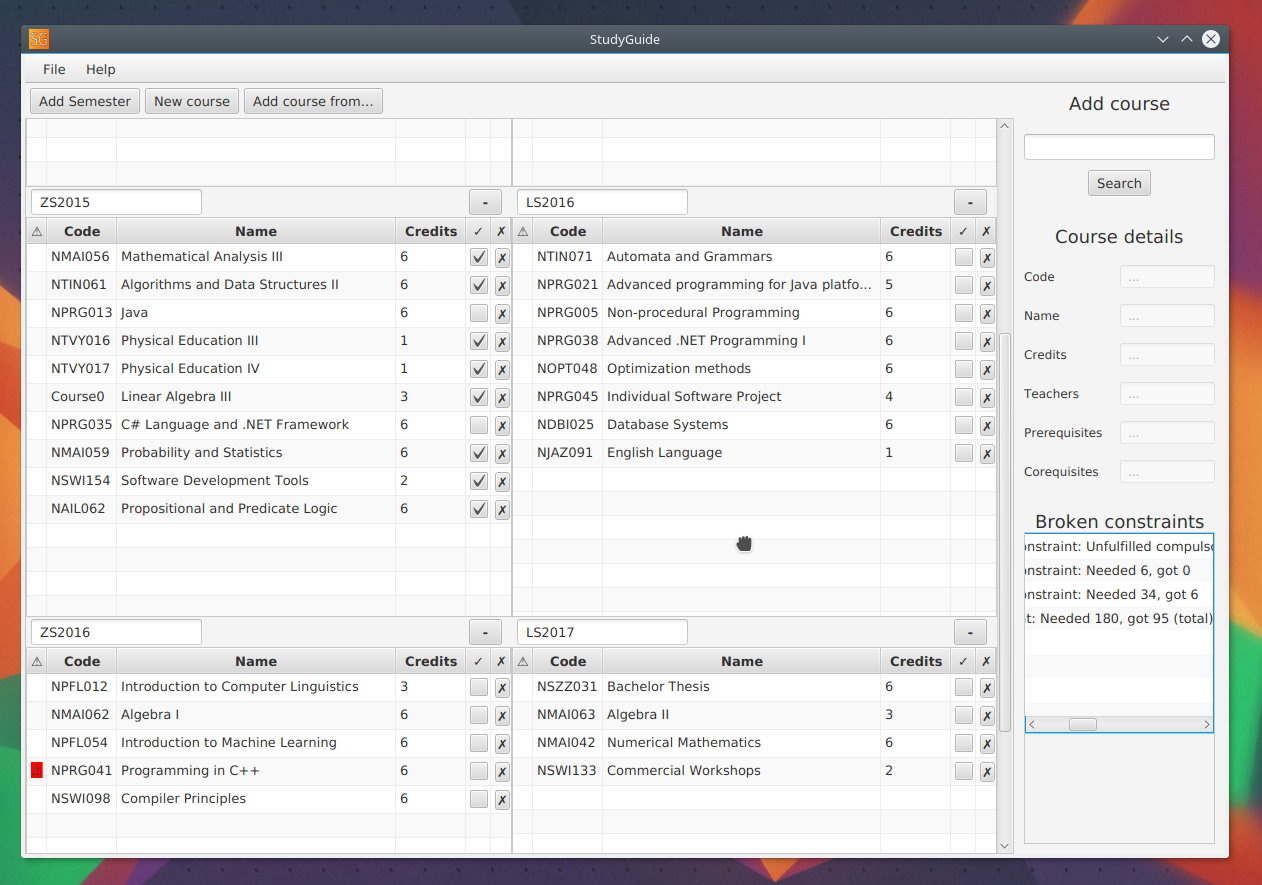 SG
StudyGuide
File Help
Add Semester New course Add course from...
ZS2015 -
⚠ Code Name Credits ✓ ✗
NMAI056 Mathematical Analysis III 6 ✓ ✗
NTIN061 Algorithms and Data Structures II 6 ✓ ✗
NPRG013 Java 6 ✗
NTVY016 Physical Education III 1 ✓ ✗
NTVY017 Physical Education IV 1 ✓ ✗
Course0 Linear Algebra III 3 ✓ ✗
NPRG035 C# Language and .NET Framework 6 ✗
NMAI059 Probability and Statistics 6 ✓ ✗
NSWI154 Software Development Tools 2 ✓ ✗
NAIL062 Propositional and Predicate Logic 6 ✓ ✗
LS2016 -
⚠ Code Name Credits ✓ ✗
NTIN071 Automata and Grammars 6 ✗
NPRG021 Advanced programming for Java platfo... 5 ✗
NPRG005 Non-procedural Programming 6 ✗
NPRG038 Advanced .NET Programming I 6 ✗
NOPT048 Optimization methods 6 ✗
NPRG045 Individual Software Project 4 ✗
NDBI025 Database Systems 6 ✗
NJAZ091 English Language 1 ✗
ZS2016 -
⚠ Code Name Credits ✓ ✗
NPFL012 Introduction to Computer Linguistics 3 ✗
NMAI062 Algebra I 6 ✗
NPFL054 Introduction to Machine Learning 6 ✗
⚠ NPRG041 Programming in C++ 6 ✗
NSWI098 Compiler Principles 6 ✗
LS2017 -
⚠ Code Name Credits ✓ ✗
NSZZ031 Bachelor Thesis 6 ✗
NMAI063 Algebra II 3 ✗
NMAI042 Numerical Mathematics 6 ✗
NSWI133 Commercial Workshops 2 ✗
Add course
Search
Course details
Code ...
Name ...
Credits ...
Teachers ...
Prerequisites ...
Corequisites ...
Broken constraints
onstraint: Unfulfilled compulso
onstraint: Needed 6, got 0
onstraint: Needed 34, got 6
t: Needed 180, got 95 (total)